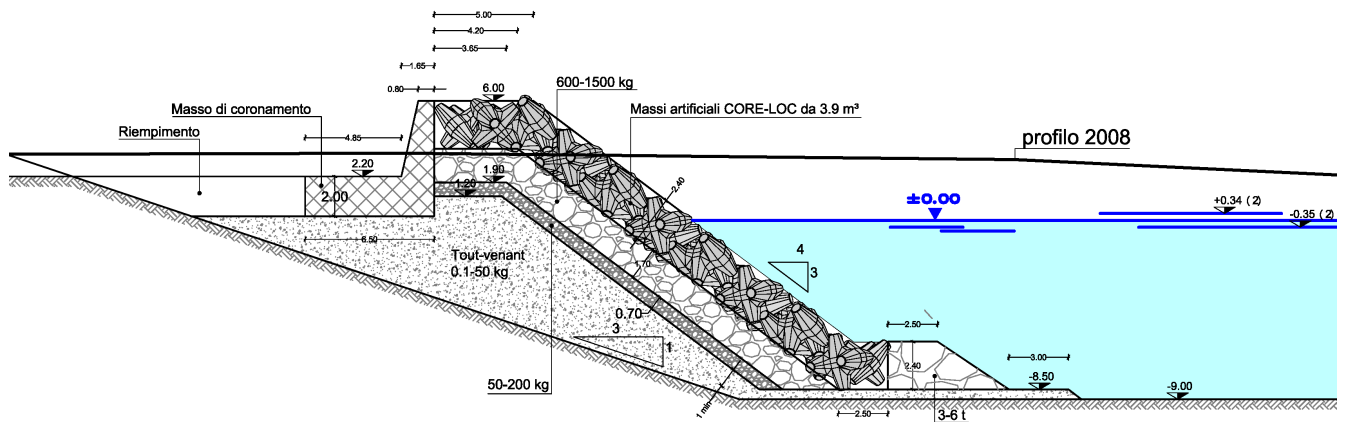 5.00
4.20
3.65
1.65
0.80
6.00
600-1500 kg
Masso di coronamento
Massi artificiali CORE-LOC da 3.9 m³
Riempimento
4.85
profilo 2008
2.20
1.90
1.20
2.40
2.00
±0.00
+0.34 ( 2)
-0.35 ( 2)
6.50
Tout-venant
0.1-50 kg
4
3
1.70
0.70
3
1
2.50
3.00
2.40
50-200 kg
-8.50
-9.00
1 min
2.50
3-6 t